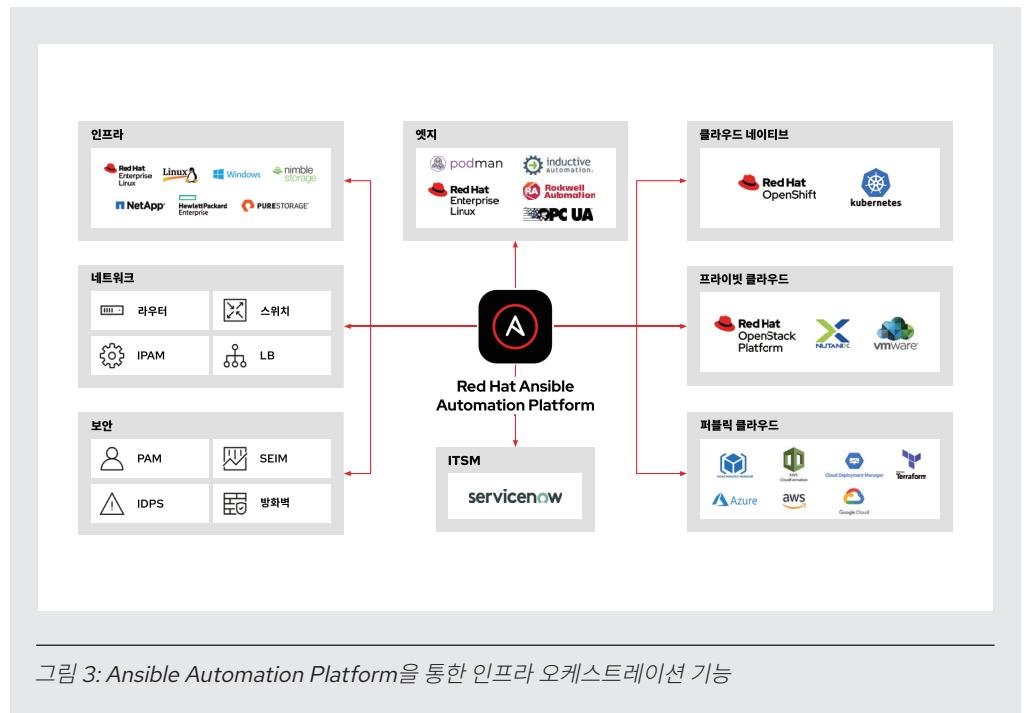 인프라
Red Hat
Enterprise
Linux
Linux
Windows
nimble
storage
NetApp
Hewlett Packard
Enterprise
PURESTORAGE
네트워크
라우터
스위치
IPAM
LB
보안
PAM
SEIM
IDPS
방화벽
엣지
podman
inductive
automation.
Red Hat
Enterprise
Linux
RA
Rockwell
Automation
OPC UA
Red Hat Ansible
Automation Platform
ITSM
servicenow
클라우드 네이티브
Red Hat
OpenShift
kubernetes
프라이빗 클라우드
Red Hat
OpenStack
Platform
NUTANIX
vmware
퍼블릭 클라우드
AZURE RESOURCE MANAGER
AWS
CloudFormation
Cloud Deployment Manager
Terraform
Azure
aws
Google Cloud
그림 3: Ansible Automation Platform을 통한 인프라 오케스트레이션 기능